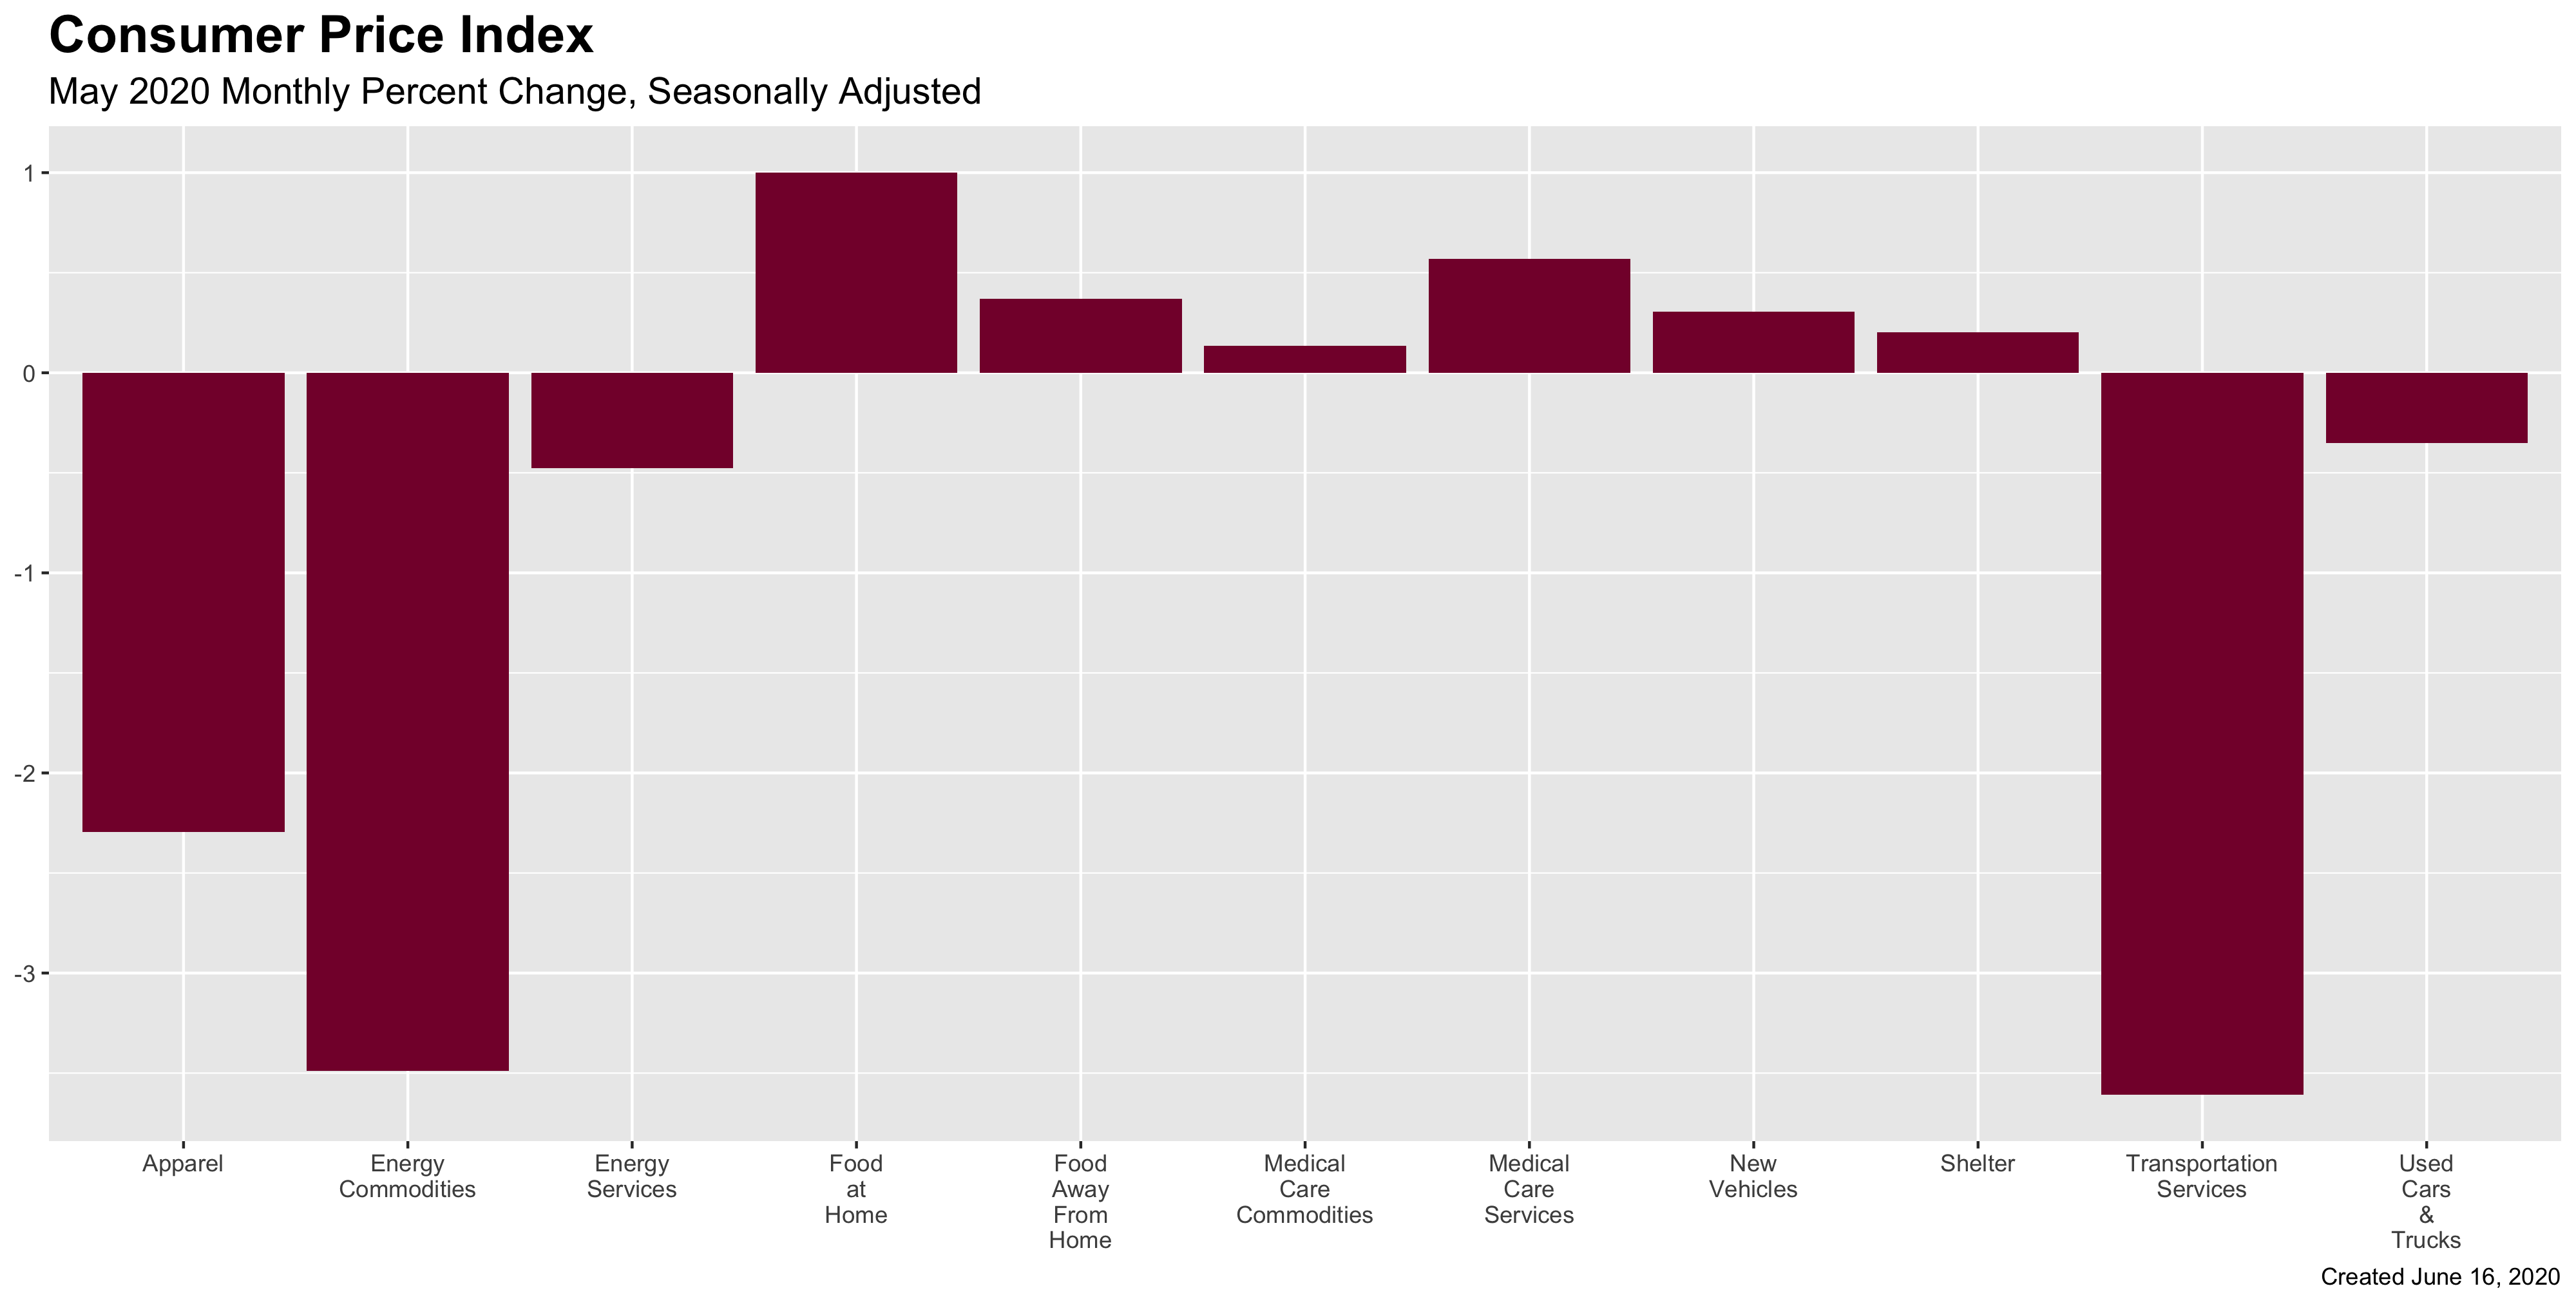 Consumer Price Index
May 2020 Monthly Percent Change, Seasonally Adjusted
1
0
-1
-2
-3
Apparel
Energy
Commodities
Energy
Services
Food
at
Home
Food
Away
From
Home
Medical
Care
Commodities
Medical
Care
Services
New
Vehicles
Shelter
Transportation
Services
Used
Cars
&
Trucks
Created June 16, 2020